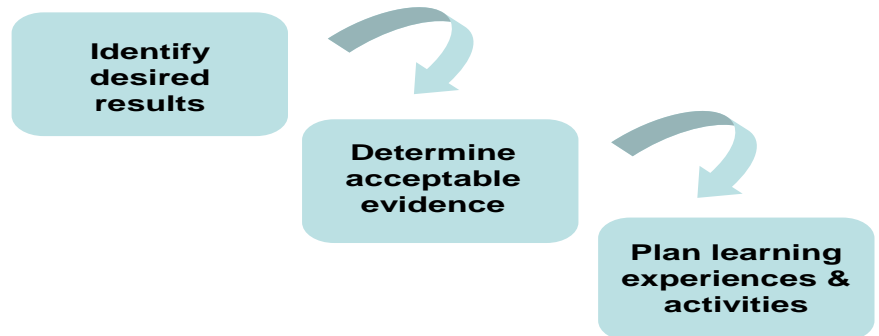 Identify
desired
results
Determine
acceptable
evidence
Plan learning
experiences &
activities